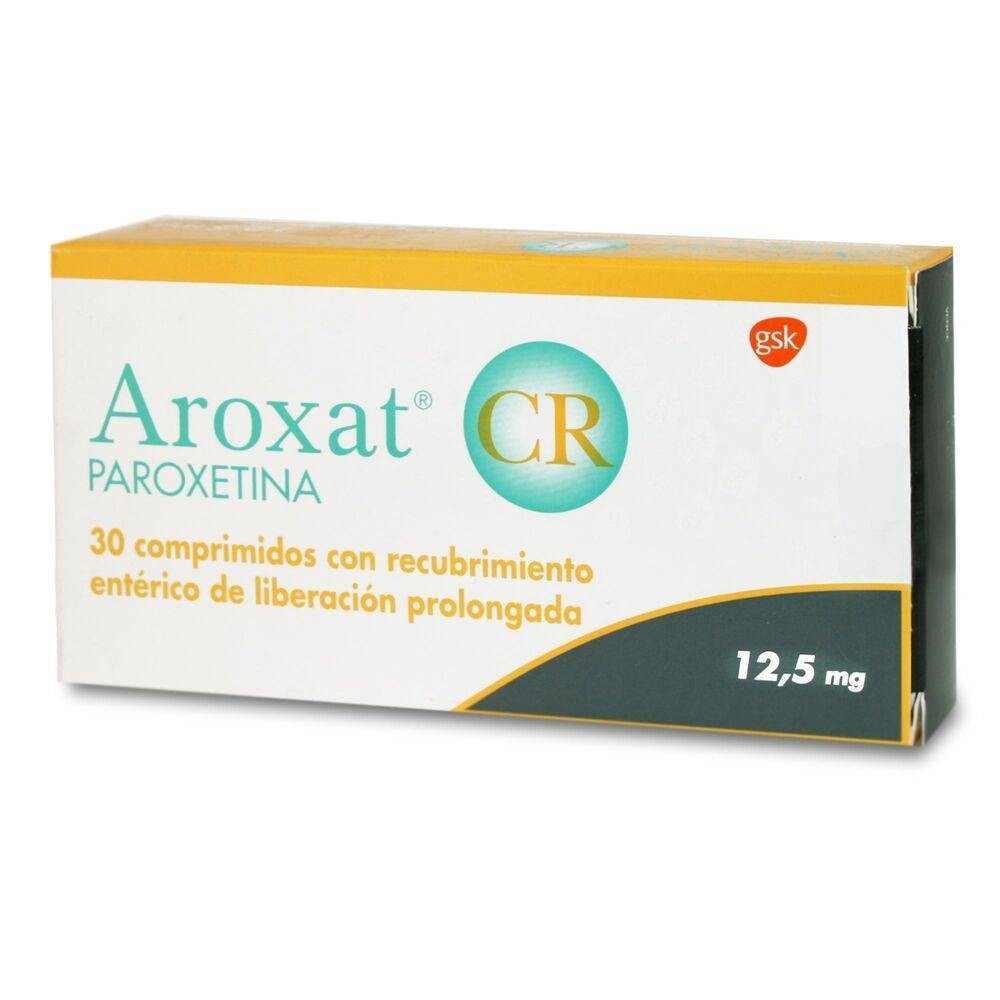 gsk
Aroxat® CR
PAROXETINA
30 comprimidos con recubrimiento
entérico de liberación prolongada
12,5 mg